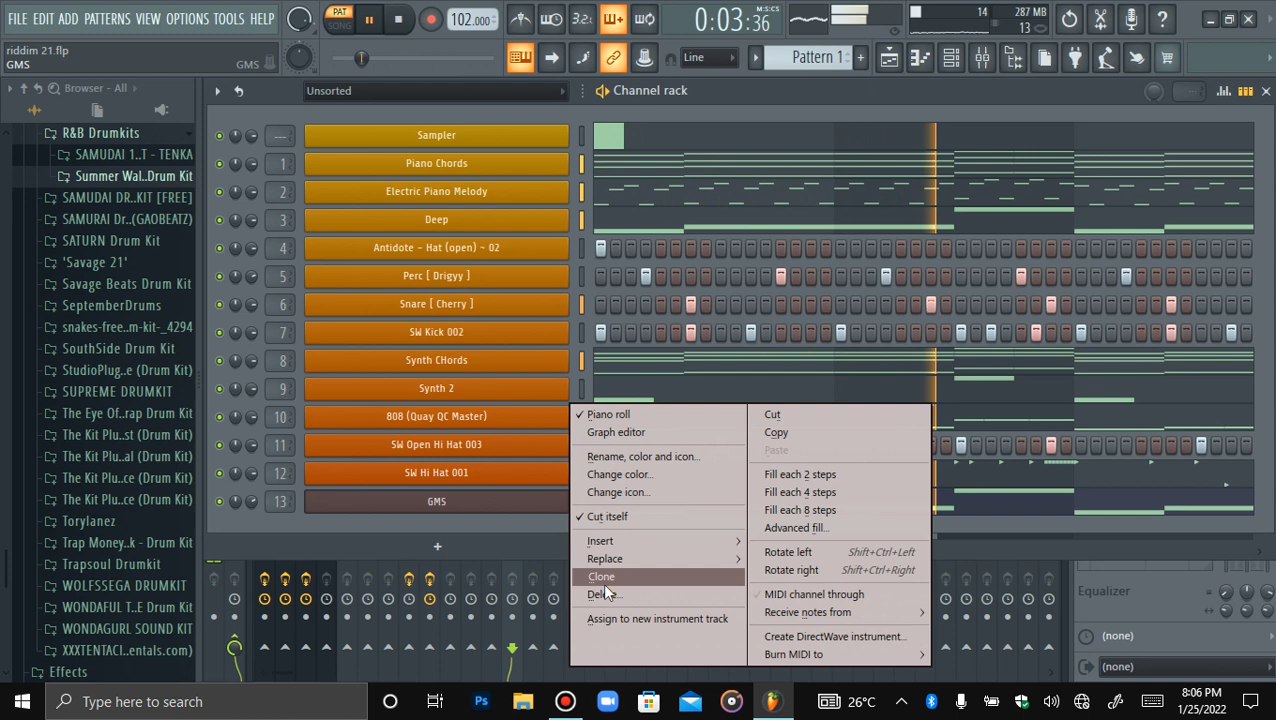 FILE EDIT ADD PATTERNS VIEW OPTIONS TOOLS HELP
PAT
SONG
102.000
3.2
0:03:36
14
287 MB
13
riddim 21.flp
GMS
GMS
Line
Pattern 1
Browser - All
Unsorted
Channel rack
R&B Drumkits
SAMUDAI 1..T - TENKA
Summer Wal..Drum Kit
SAMUDAI DR..KIT [FREE]
SAMURAI Dr..(GAOBEATZ)
SATURN Drum Kit
'Savage 21'
Savage Beats Drum Kit
SeptemberDrums
snakes-free..m-kit-_4294
SouthSide Drum Kit
StudioPlug..e (Drum Kit)
SUPREME DRUMKIT
The Eye Of..rap Drum Kit
The Kit Plu..st (Drum Kit)
The Kit Plu..al (Drum Kit)
The Kit Plu..e (Drum Kit)
The Kit Plu..al (Drum Kit)
Torylanez
Trap Money..k Drum Kit
Trapsoul Drumkit
WOLFESSEGA DRUMKIT
WONDAFUL T..E DRUM KIT
WONDAGURL SOUND KIT
XXXTENTACI..entals.com)
Effects
--- Sampler
1 Piano Chords
2 Electric Piano Melody
3 Deep
4 Antidote - Hat (open) ~ 02
5 Perc [ Drigyy ]
6 Snare [ Cherry ]
7 SW Kick 002
8 Synth CHords
9 Synth 2
10 808 (Quay QC Master)
11 SW Open Hi Hat 003
12 SW Hi Hat 001
13 GMS
+
Piano roll
Graph editor
Rename, color and icon...
Change color...
Change icon...
Cut itself
Insert
Replace
Clone
Assign to new instrument track
Cut
Copy
Paste
Fill each 2 steps
Fill each 4 steps
Fill each 8 steps
Advanced fill...
Rotate left Shift+Ctrl+Left
Rotate right Shift+Ctrl+Right
MIDI channel through
Receive notes from
Create DirectWave instrument...
Burn MIDI to
Equalizer
(none)
(none)
Type here to search
Ps
26°C
8:06 PM
1/25/2022